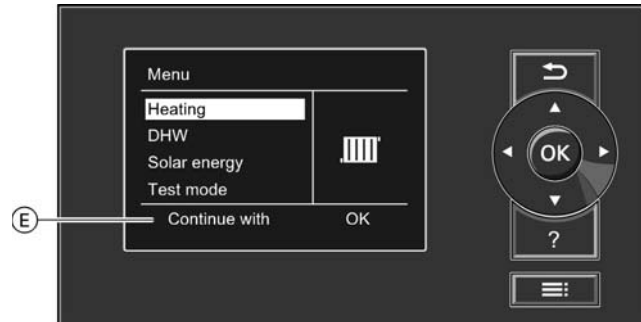 Menu
Heating
DHW
Solar energy
Test mode
E Continue with OK
OK
?